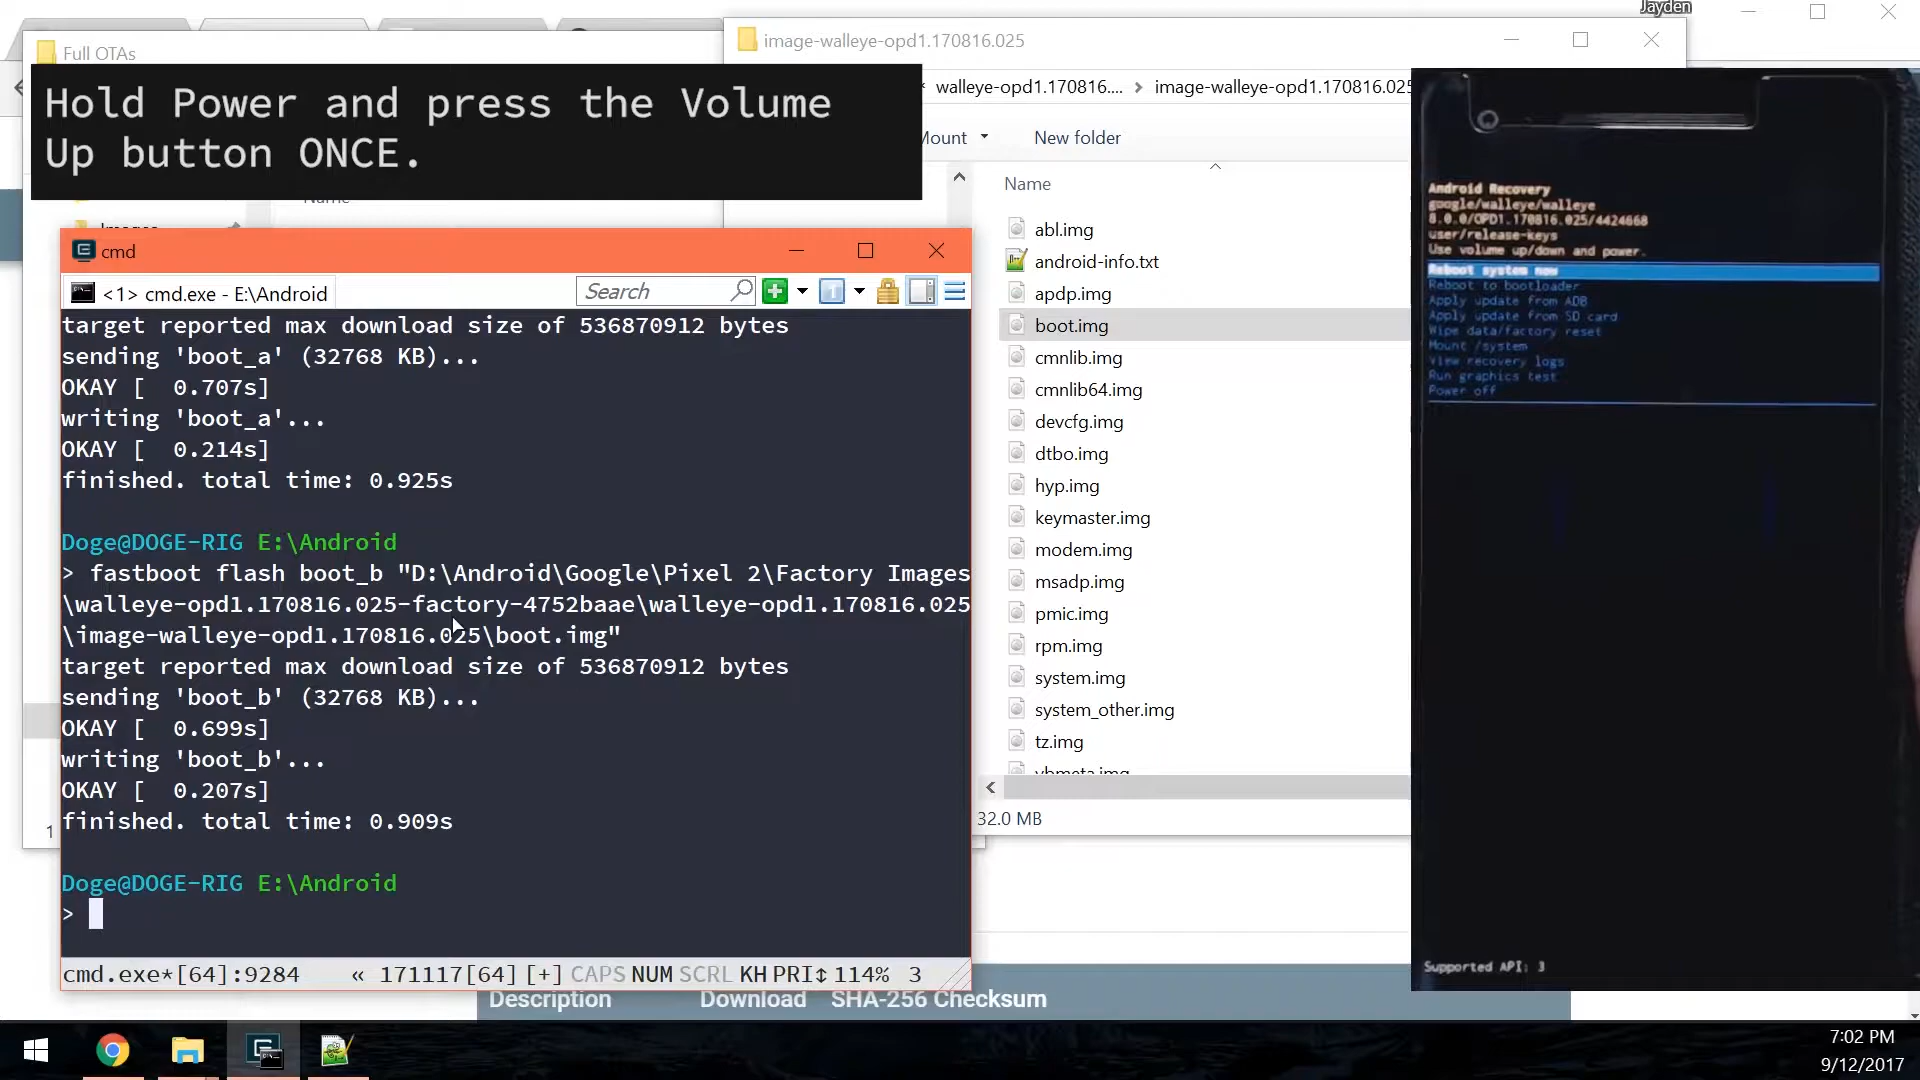 Jayden
Full OTAs
image-walleye-opd1.170816.025
Hold Power and press the Volume
Up button ONCE.
walleye-opd1.170816.... > image-walleye-opd1.170816.025
Mount
New folder
Name
Name
Images
abl.img
android-info.txt
apdp.img
boot.img
cmnlib.img
cmnlib64.img
devcfg.img
dtbo.img
hyp.img
keymaster.img
modem.img
msadp.img
pmic.img
rpm.img
system.img
system_other.img
tz.img
vbmeta.img
32.0 MB
1
cmd
<1> cmd.exe - E:\Android
Search
1
target reported max download size of 536870912 bytes
sending 'boot_a' (32768 KB)...
OKAY [  0.707s]
writing 'boot_a'...
OKAY [  0.214s]
finished. total time: 0.925s
Doge@DOGE-RIG E:\Android
> fastboot flash boot_b "D:\Android\Google\Pixel 2\Factory Images
\walleye-opd1.170816.025-factory-4752baae\walleye-opd1.170816.025
\image-walleye-opd1.170816.025\boot.img"
target reported max download size of 536870912 bytes
sending 'boot_b' (32768 KB)...
OKAY [  0.699s]
writing 'boot_b'...
OKAY [  0.207s]
finished. total time: 0.909s
Doge@DOGE-RIG E:\Android
>
cmd.exe*[64]:9284 « 171117[64] [+] CAPS NUM SCRL KH PRI↕ 114% 3
Description Download SHA-256 Checksum
Android Recovery
google/walleye/walleye
8.0.0/OPD1.170816.025/4424668
user/release-keys
Use volume up/down and power.
Reboot system now
Reboot to bootloader
Apply update from ADB
Apply update from SD card
Wipe data/factory reset
Mount /system
View recovery logs
Run graphics test
Power off
Supported API: 3
7:02 PM
9/12/2017